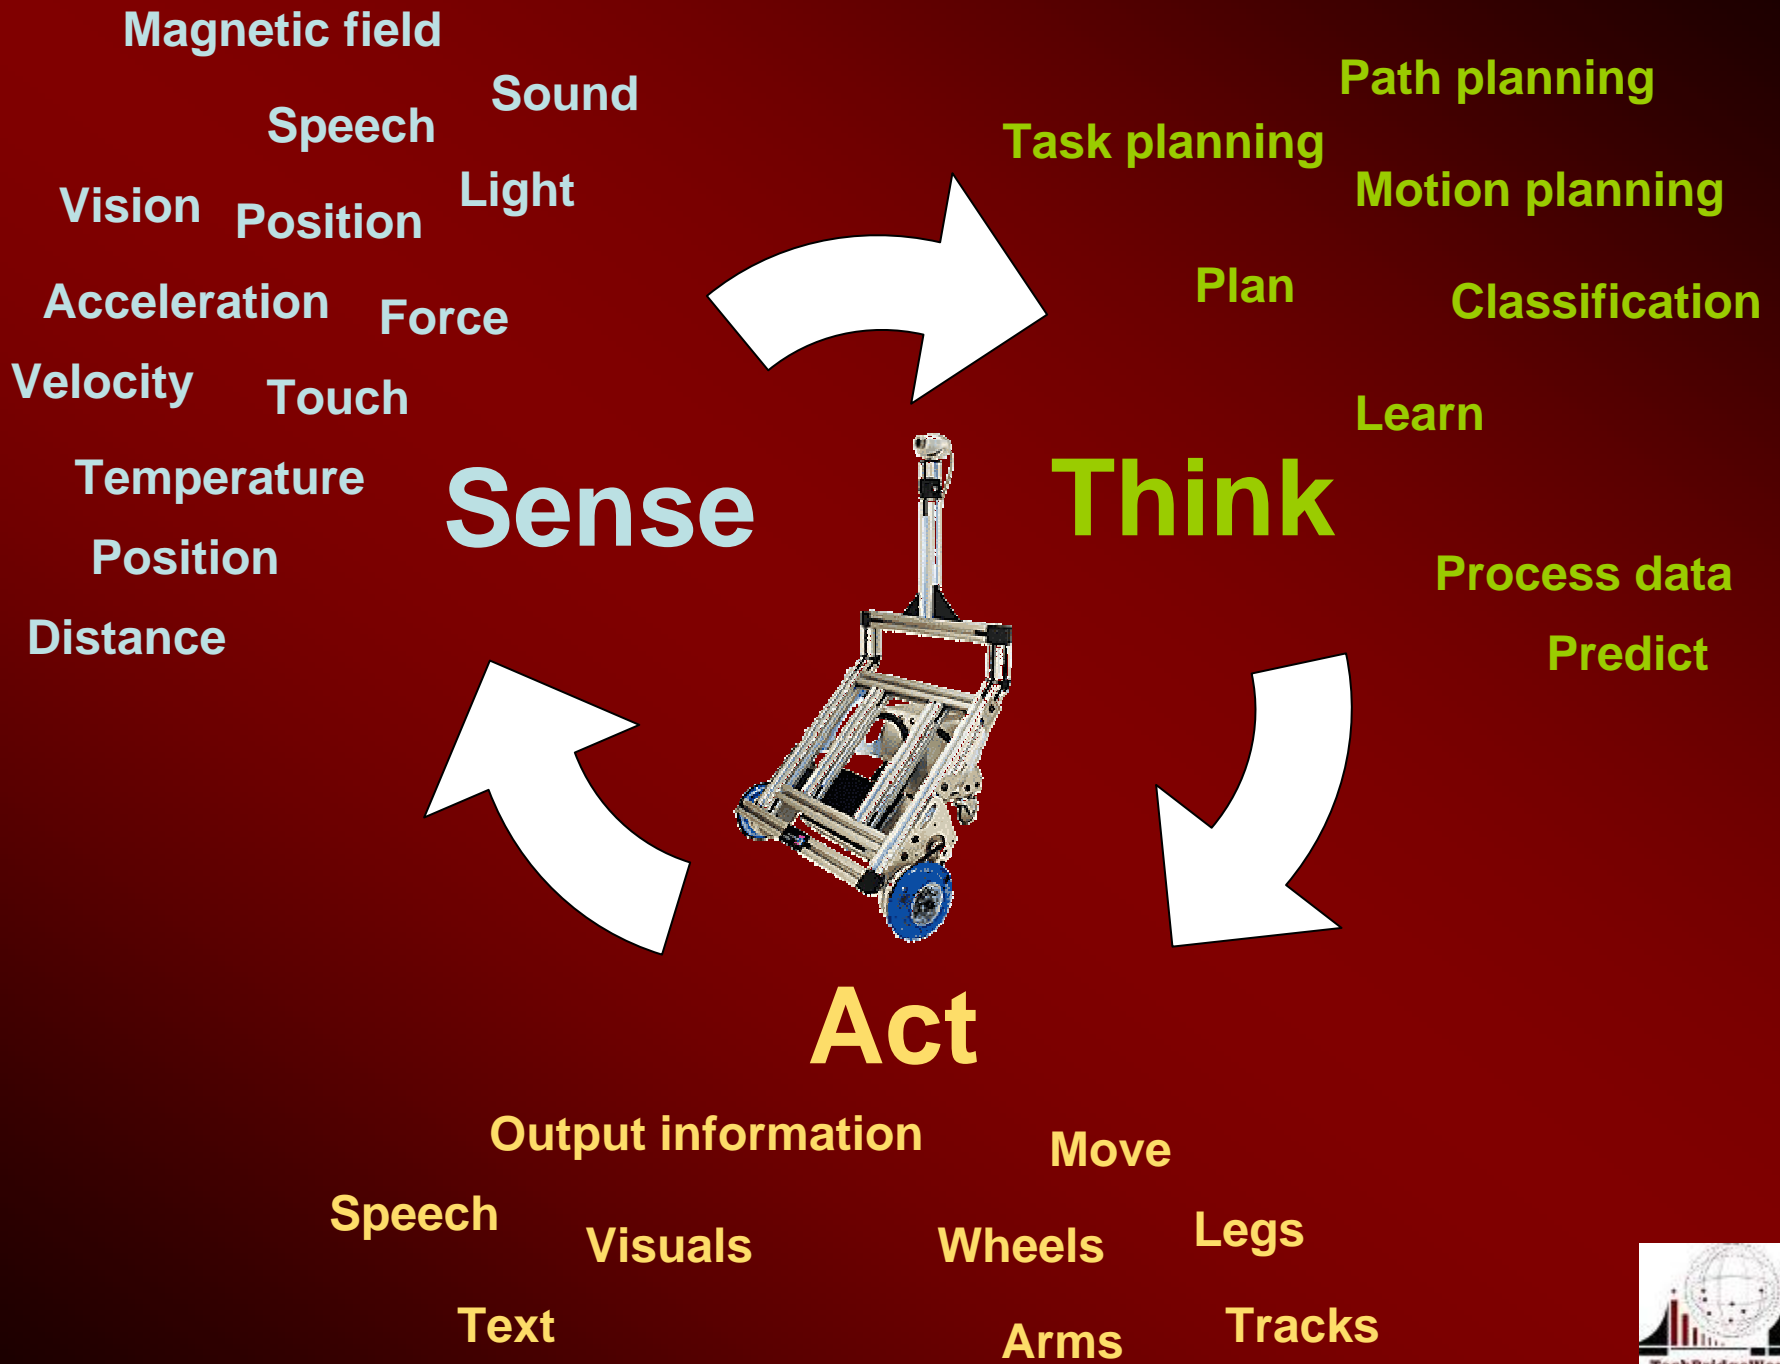 Magnetic field
Sound
Speech
Light
Vision
Position
Acceleration
Force
Velocity
Touch
Temperature
Position
Distance
Sense
Path planning
Task planning
Motion planning
Plan
Classification
Learn
Think
Process data
Predict
Act
Output information
Move
Speech
Visuals
Wheels
Legs
Text
Arms
Tracks